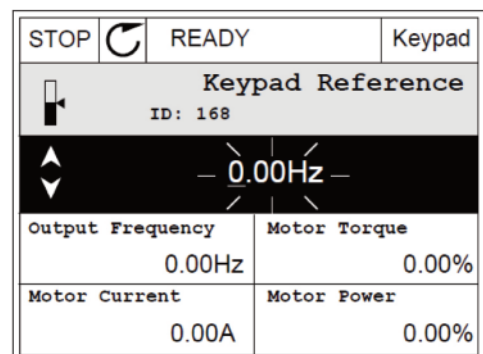 STOP READY Keypad
Keypad Reference
ID: 168
0.00Hz
Output Frequency Motor Torque
0.00Hz 0.00%
Motor Current Motor Power
0.00A 0.00%